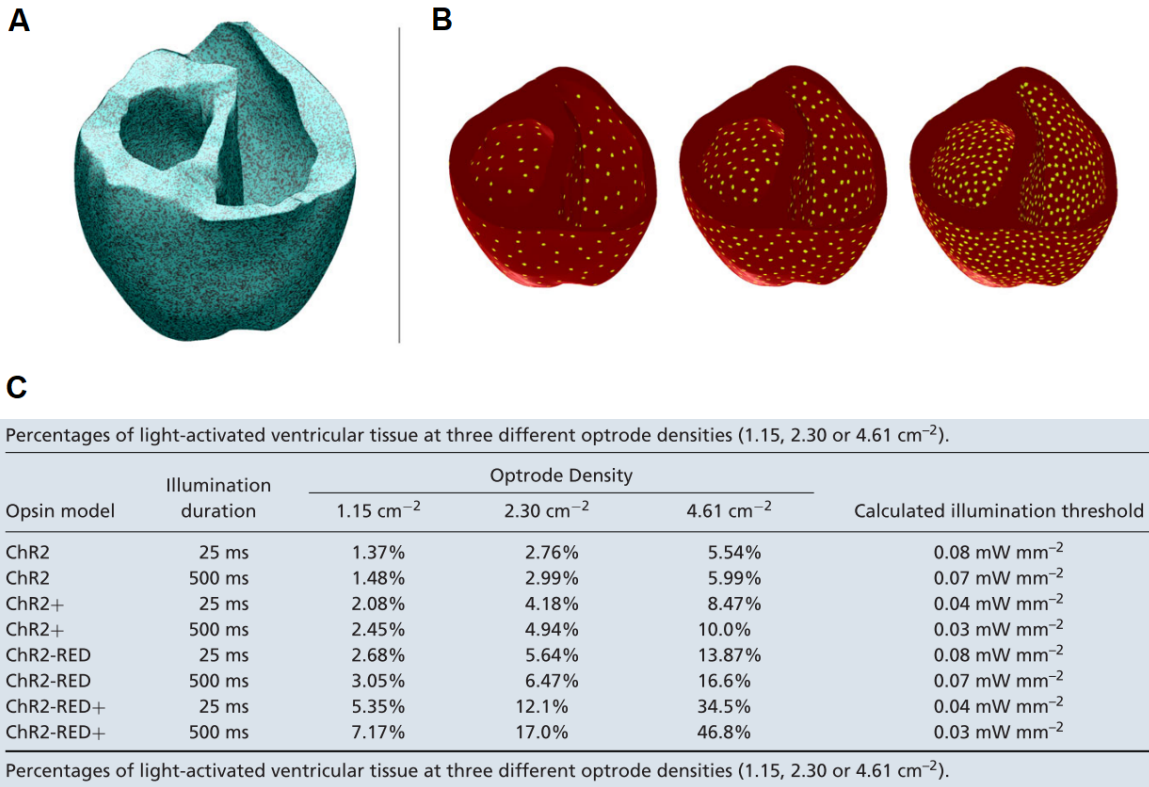 A
B
C
Percentages of light-activated ventricular tissue at three different optrode densities (1.15, 2.30 or 4.61 cm⁻²).
Opsin model Illumination duration Optrode Density Calculated illumination threshold
1.15 cm⁻² 2.30 cm⁻² 4.61 cm⁻²
ChR2 25 ms 1.37% 2.76% 5.54% 0.08 mW mm⁻²
ChR2 500 ms 1.48% 2.99% 5.99% 0.07 mW mm⁻²
ChR2+ 25 ms 2.08% 4.18% 8.47% 0.04 mW mm⁻²
ChR2+ 500 ms 2.45% 4.94% 10.0% 0.03 mW mm⁻²
ChR2-RED 25 ms 2.68% 5.64% 13.87% 0.08 mW mm⁻²
ChR2-RED 500 ms 3.05% 6.47% 16.6% 0.07 mW mm⁻²
ChR2-RED+ 25 ms 5.35% 12.1% 34.5% 0.04 mW mm⁻²
ChR2-RED+ 500 ms 7.17% 17.0% 46.8% 0.03 mW mm⁻²
Percentages of light-activated ventricular tissue at three different optrode densities (1.15, 2.30 or 4.61 cm⁻²).